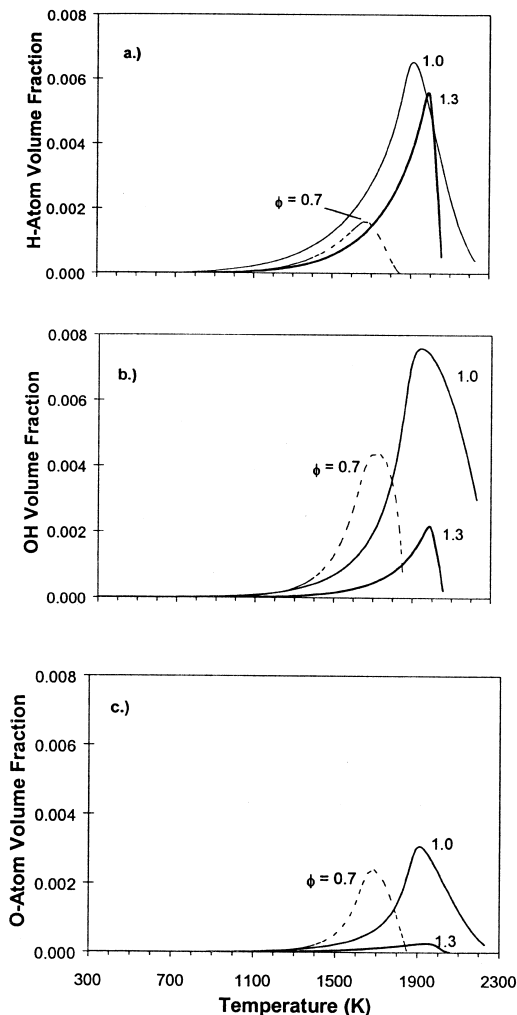 0.008
a.)
1.0
0.006
1.3
0.004
ϕ = 0.7
0.002
0.000
H-Atom Volume Fraction
0.008
b.)
1.0
0.006
ϕ = 0.7
0.004
1.3
0.002
0.000
OH Volume Fraction
0.008
c.)
0.006
0.004
1.0
ϕ = 0.7
0.002
1.3
0.000
O-Atom Volume Fraction
300 700 1100 1500 1900 2300
Temperature (K)